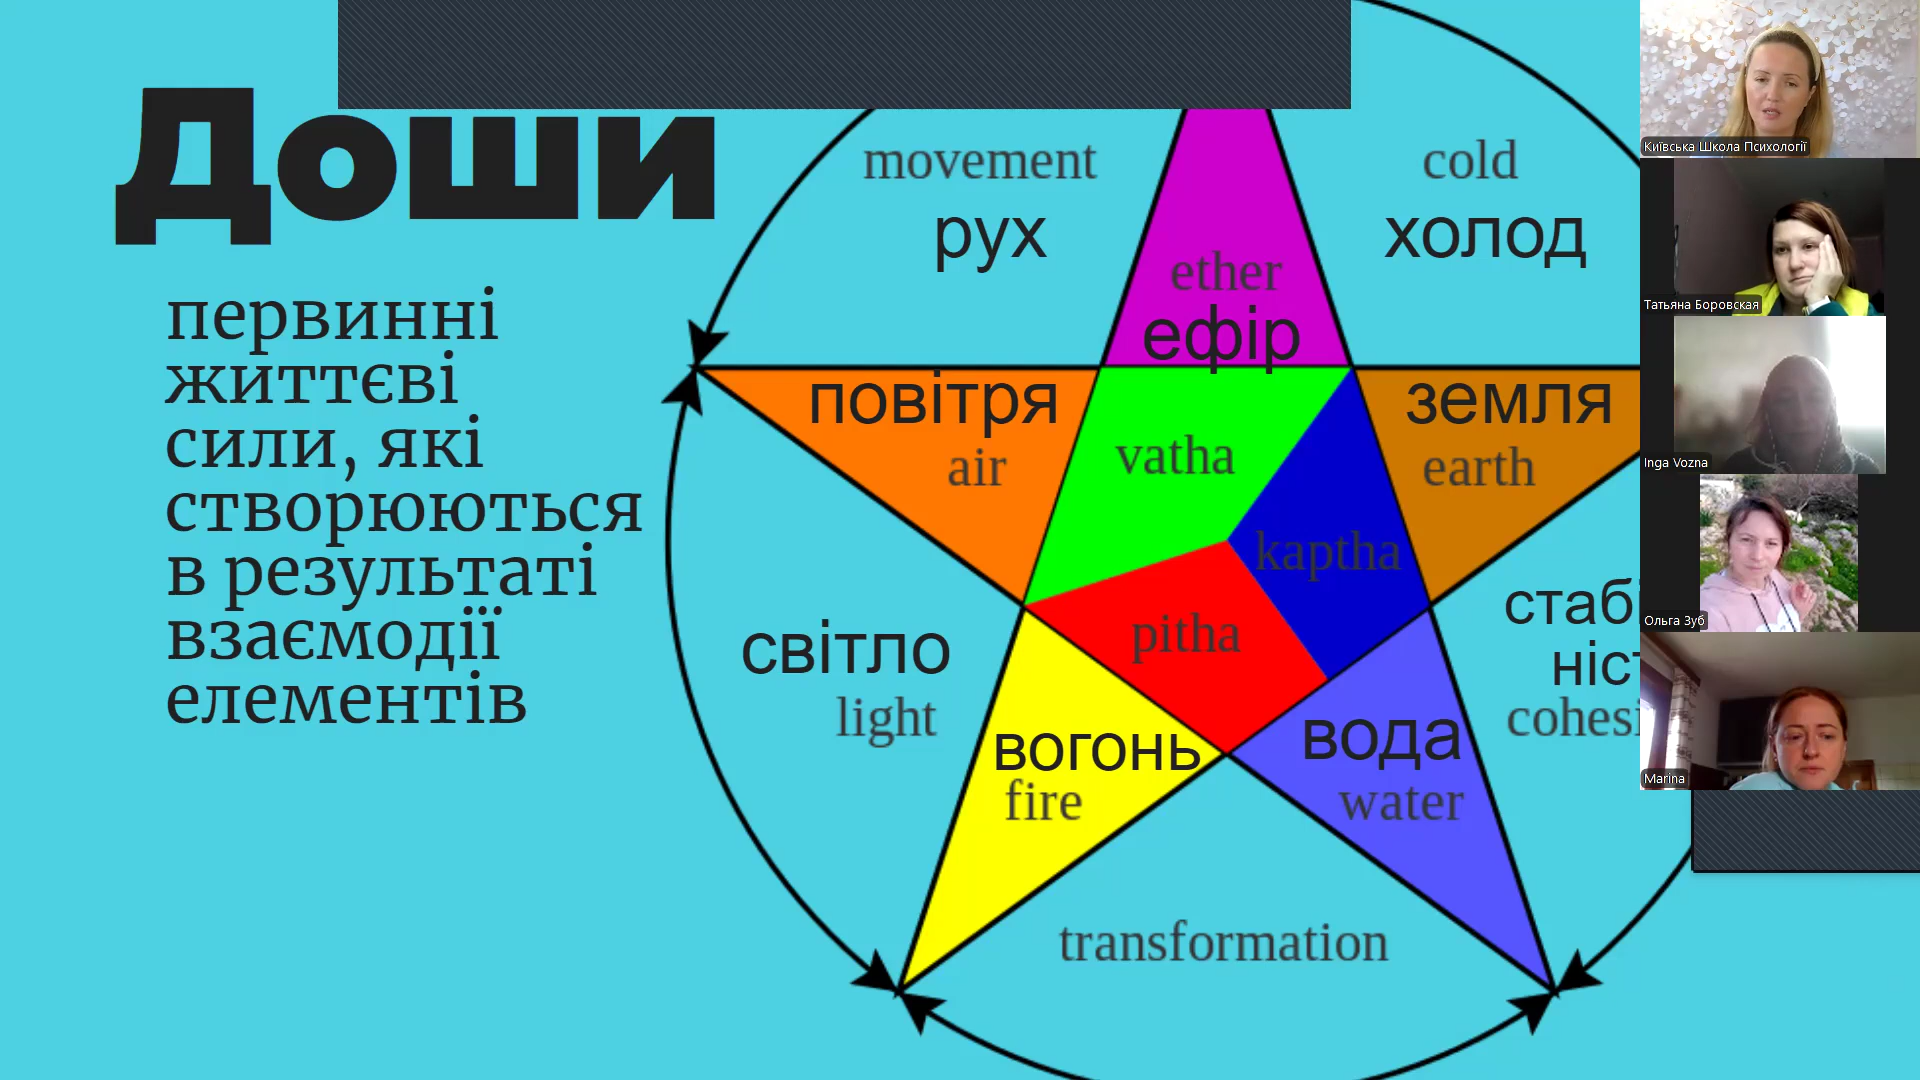 Доши
первинні
життєві
сили, які
створюються
в результаті
взаємодії
елементів
movement
рух
cold
холод
ether
ефір
повітря
air
земля
earth
vatha
kaptha
pitha
світло
light
вогонь
fire
вода
water
transformation
Київська Школа Психології
Татьяна Боровская
Inga Vozna
Ольга Зуб
Marina